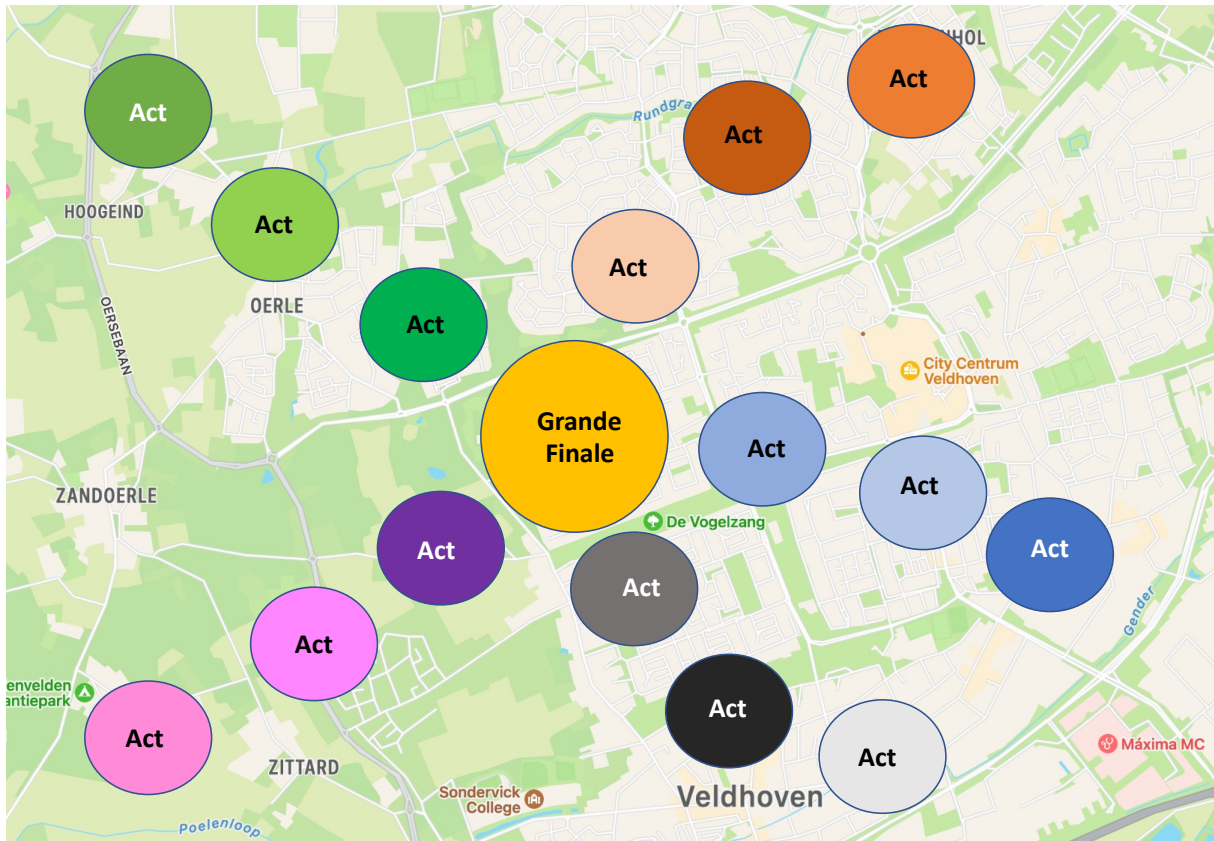 Act
Act
Act
Rundgra
HOOGEIND
Act
Act
OERLE
Act
OERSEBAAN
City Centrum
Veldhoven
Grande
Finale
Act
Act
ZANDOERLE
De Vogelzang
Act
Act
Act
Gender
Act
Act
Act
Act
Act
ZITTARD
Máxima MC
Sondervick
College
Veldhoven
Poelenloop
envelden
antiepark
NHOL